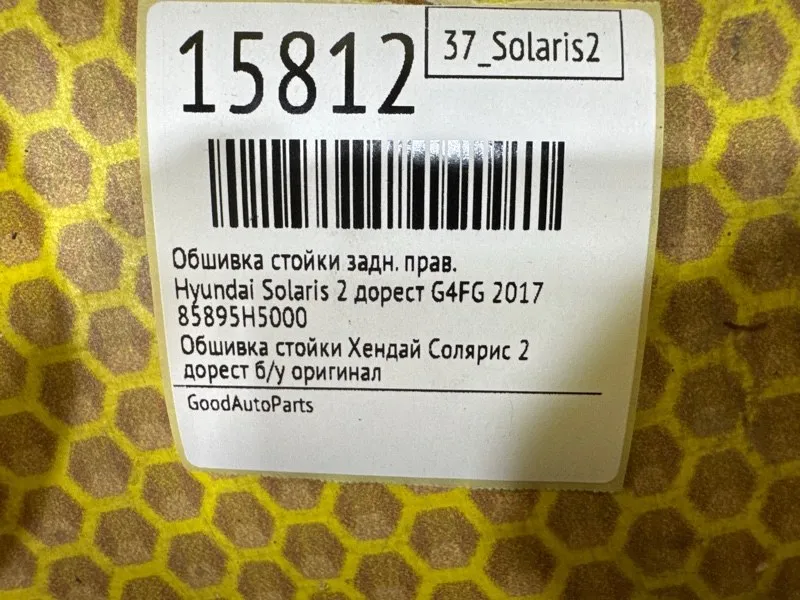 15812
37_Solaris2
Обшивка стойки задн. прав.
Hyundai Solaris 2 дорест G4FG 2017
85895H5000
Обшивка стойки Хендай Солярис 2
дорест б/у оригинал
GoodAutoParts